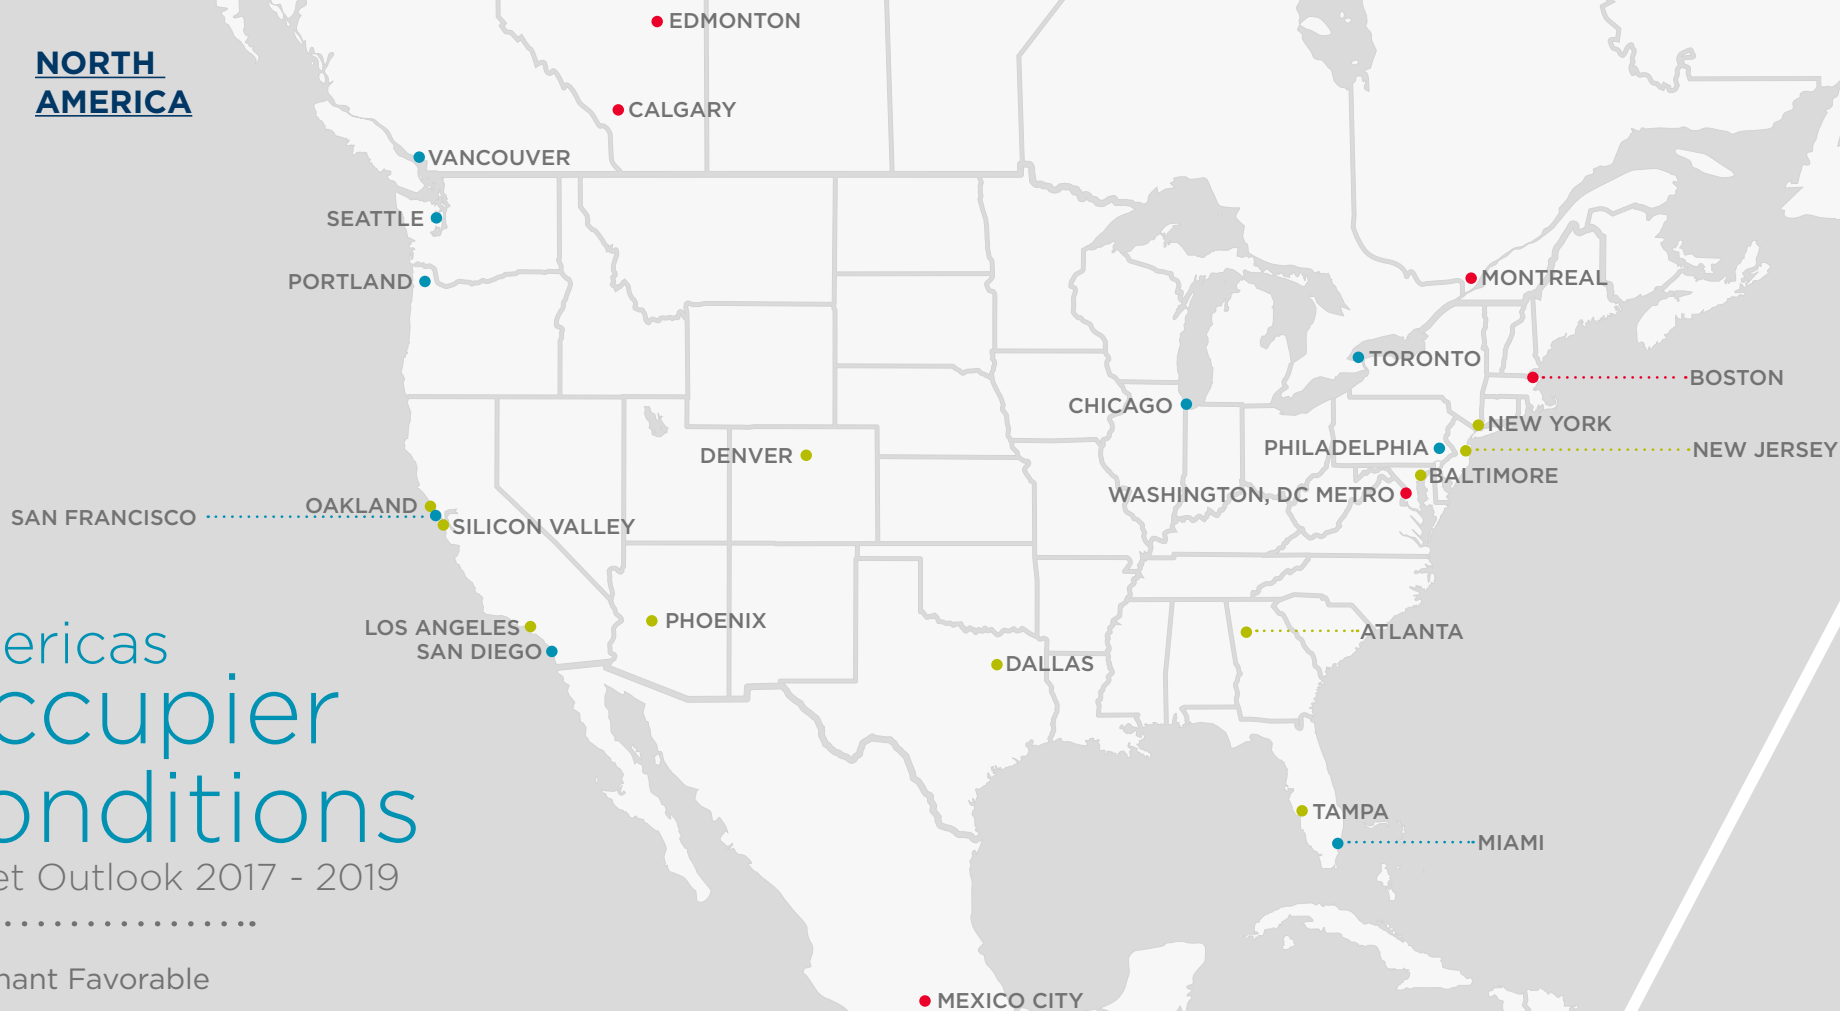 NORTH
AMERICA
EDMONTON
CALGARY
VANCOUVER
SEATTLE
PORTLAND
MONTREAL
TORONTO
BOSTON
CHICAGO
NEW YORK
PHILADELPHIA
NEW JERSEY
DENVER
BALTIMORE
WASHINGTON, DC METRO
OAKLAND
SAN FRANCISCO
SILICON VALLEY
LOS ANGELES
PHOENIX
ATLANTA
SAN DIEGO
DALLAS
TAMPA
MIAMI
MEXICO CITY
ericas
ccupier
onditions
et Outlook 2017 - 2019
nant Favorable